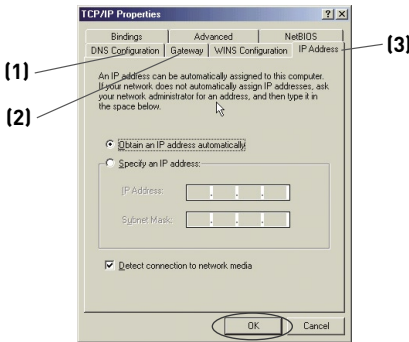 TCP/IP Properties
Bindings Advanced NetBIOS
DNS Configuration Gateway WINS Configuration IP Address
(1)
(2)
(3)
An IP address can be automatically assigned to this computer.
If your network does not automatically assign IP addresses, ask
your network administrator for an address, and then type it in
the space below.
Obtain an IP address automatically
Specify an IP address:
IP Address:
Subnet Mask:
Detect connection to network media
OK Cancel